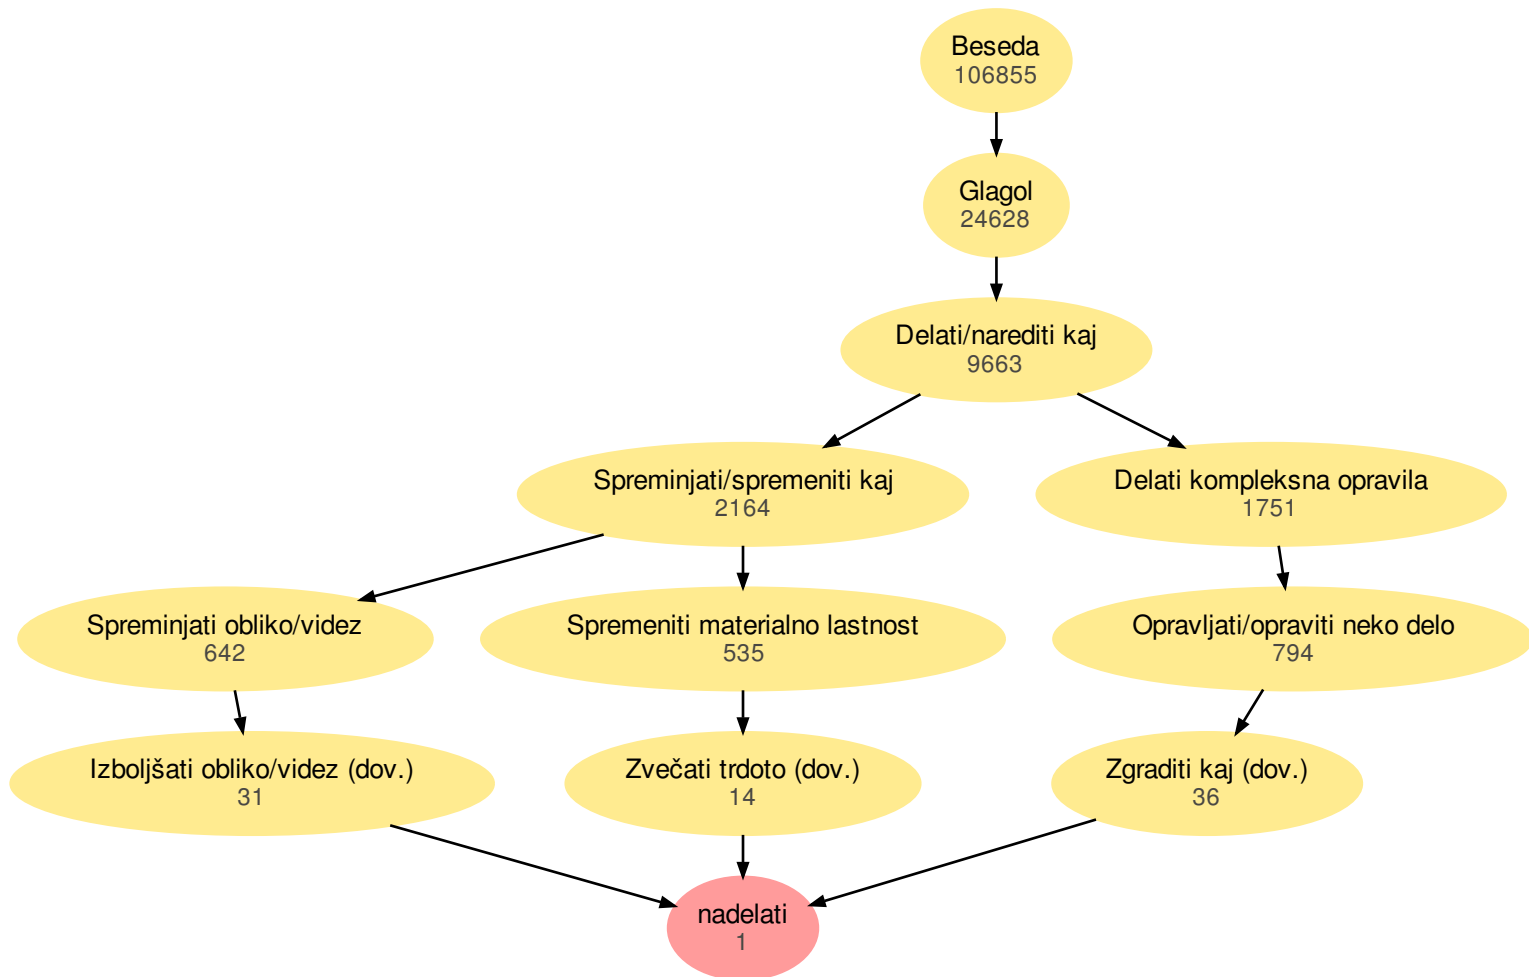 Beseda
106855
Glagol
24628
Delati/narediti kaj
9663
Spreminjati/spremeniti kaj
2164
Delati kompleksna opravila
1751
Spreminjati obliko/videz
642
Spremeniti materialno lastnost
535
Opravljati/opraviti neko delo
794
Izboljšati obliko/videz (dov.)
31
Zvečati trdoto (dov.)
14
Zgraditi kaj (dov.)
36
nadelati
1